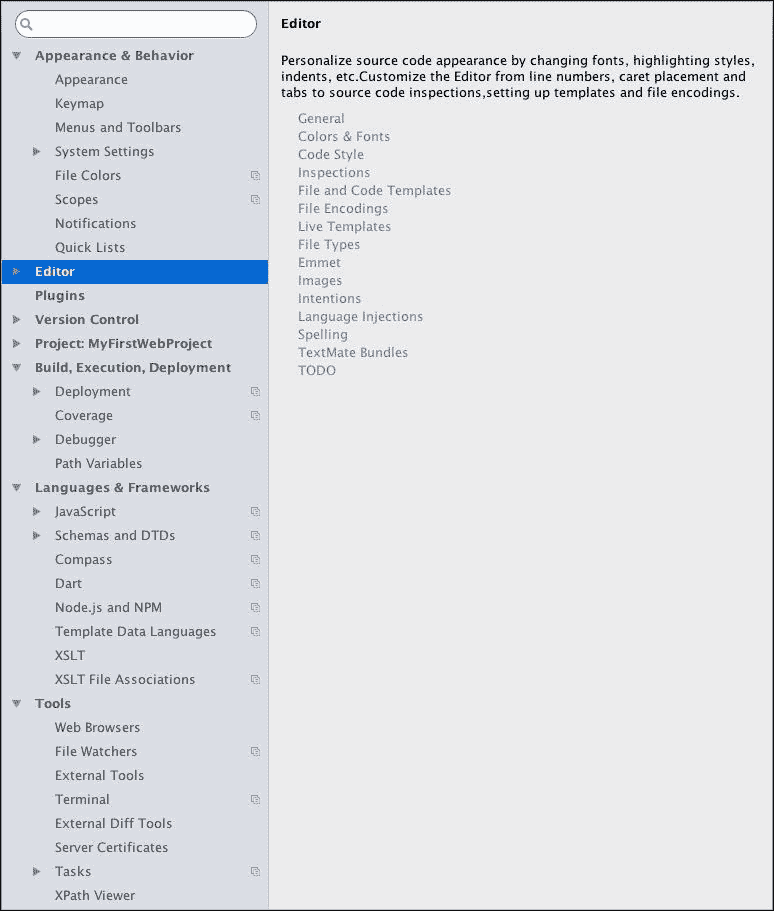 Appearance & Behavior
Appearance
Keymap
Menus and Toolbars
System Settings
File Colors
Scopes
Notifications
Quick Lists
Editor
Plugins
Version Control
Project: MyFirstWebProject
Build, Execution, Deployment
Deployment
Coverage
Debugger
Path Variables
Languages & Frameworks
JavaScript
Schemas and DTDs
Compass
Dart
Node.js and NPM
Template Data Languages
XSLT
XSLT File Associations
Tools
Web Browsers
File Watchers
External Tools
Terminal
External Diff Tools
Server Certificates
Tasks
XPath Viewer
Editor
Personalize source code appearance by changing fonts, highlighting styles,
indents, etc.Customize the Editor from line numbers, caret placement and
tabs to source code inspections,setting up templates and file encodings.
General
Colors & Fonts
Code Style
Inspections
File and Code Templates
File Encodings
Live Templates
File Types
Emmet
Images
Intentions
Language Injections
Spelling
TextMate Bundles
TODO